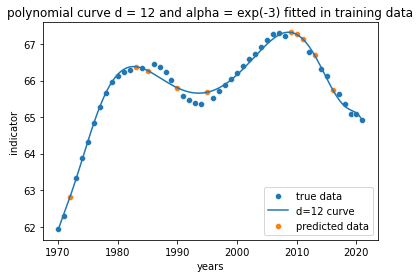 polynomial curve d = 12 and alpha = exp(-3) fitted in training data
67
66
65
64
63
62
indicator
1970 1980 1990 2000 2010 2020
years
true data
d=12 curve
predicted data